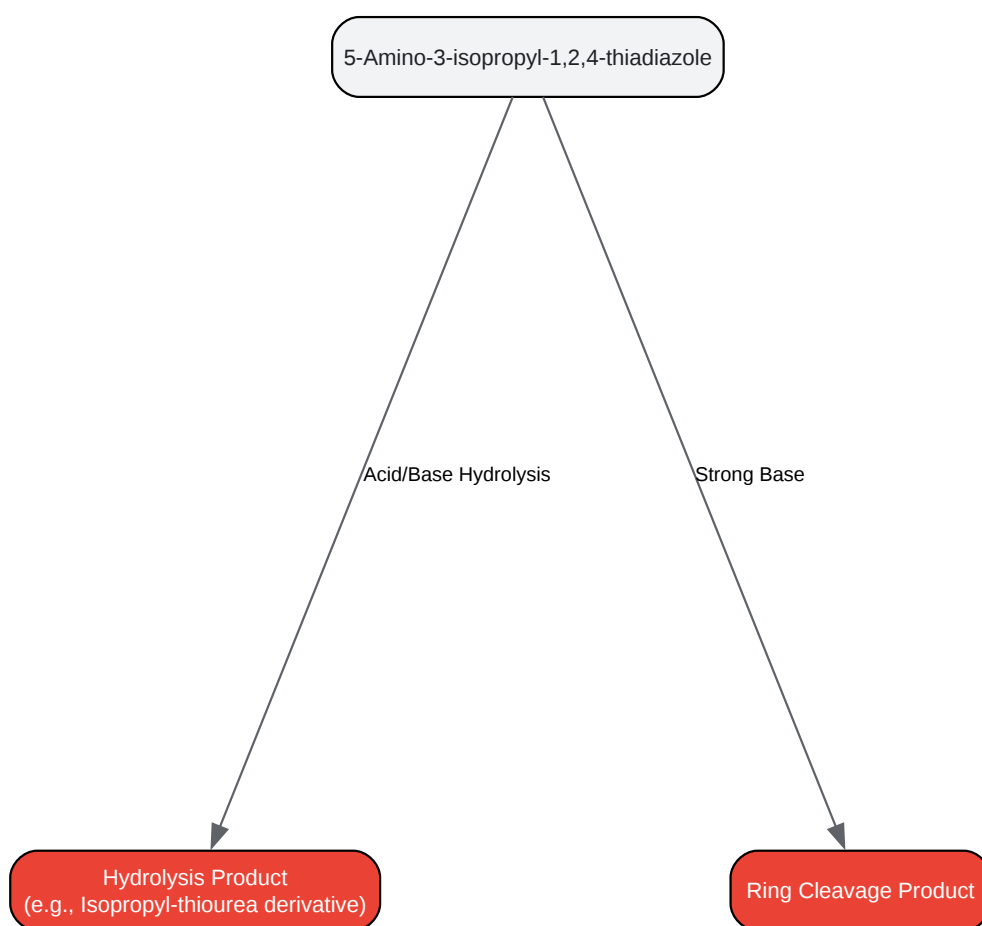 5-Amino-3-isopropyl-1,2,4-thiadiazole
Acid/Base Hydrolysis
Strong Base
Hydrolysis Product
(e.g., Isopropyl-thiourea derivative)
Ring Cleavage Product